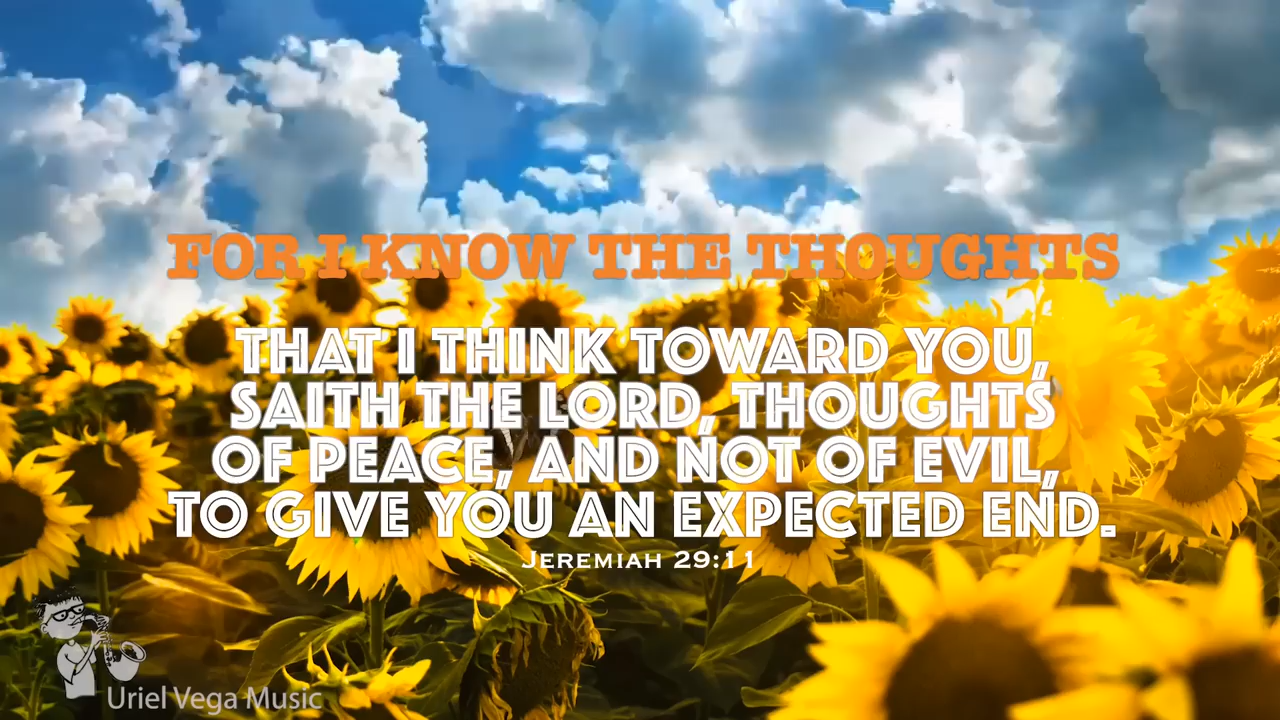 FOR I KNOW THE THOUGHTS
THAT I THINK TOWARD YOU,
SAITH THE LORD, THOUGHTS
OF PEACE, AND NOT OF EVIL,
TO GIVE YOU AN EXPECTED END.
JEREMIAH 29:11
Uriel Vega Music